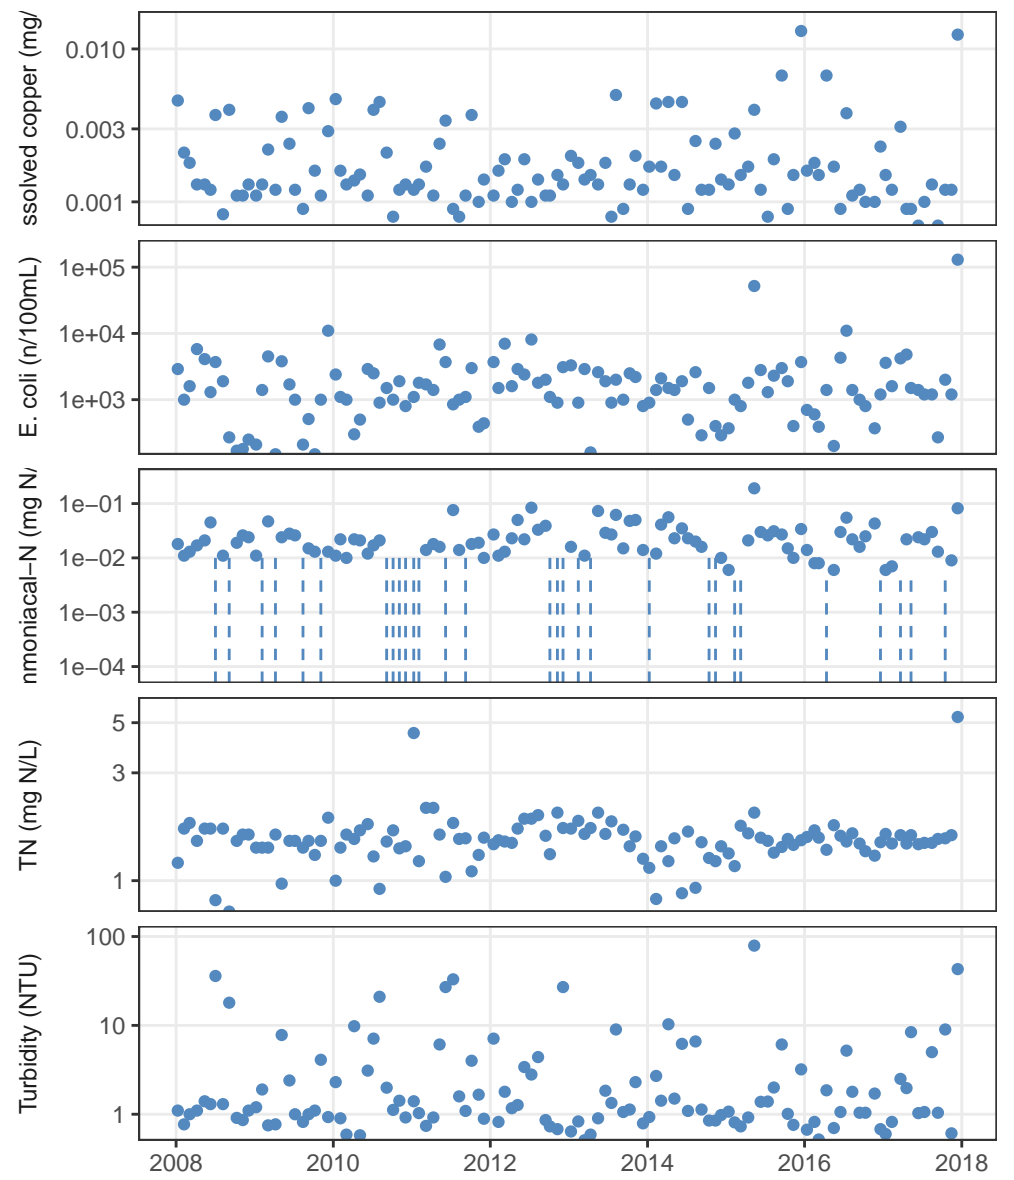 ssolved copper (mg/
0.010
0.003
0.001
E. coli (n/100mL)
1e+05
1e+04
1e+03
nmoniacal−N (mg N/
1e−01
1e−02
1e−03
1e−04
TN (mg N/L)
5
3
1
Turbidity (NTU)
100
10
1
2008 2010 2012 2014 2016 2018